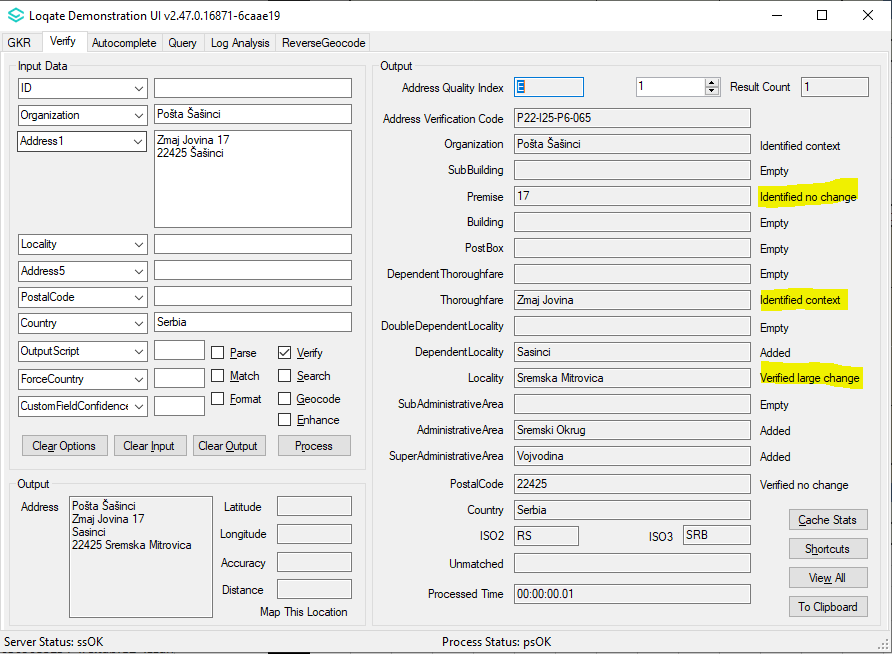 Loqate Demonstration UI v2.47.0.16871-6caae19
GKR Verify Autocomplete Query Log Analysis ReverseGeocode
Input Data
ID
Organization Pošta Šašinci
Address1 Zmaj Jovina 17
22425 Šašinci
Locality
Address5
PostalCode
Country Serbia
OutputScript Parse Verify
ForceCountry Match Search
CustomFieldConfidence Format Geocode
Enhance
Clear Options Clear Input Clear Output Process
Output
Address Pošta Šašinci
Zmaj Jovina 17
Sasinci
22425 Sremska Mitrovica
Latitude
Longitude
Accuracy
Distance
Map This Location
Output
Address Quality Index E 1 Result Count 1
Address Verification Code P22-I25-P6-065
Organization Pošta Šašinci Identified context
SubBuilding Empty
Premise 17 Identified no change
Building Empty
PostBox Empty
DependentThoroughfare Empty
Thoroughfare Zmaj Jovina Identified context
DoubleDependentLocality Empty
DependentLocality Sasinci Added
Locality Sremska Mitrovica Verified large change
SubAdministrativeArea Empty
AdministrativeArea Sremski Okrug Added
SuperAdministrativeArea Vojvodina Added
PostalCode 22425 Verified no change
Country Serbia
ISO2 RS ISO3 SRB
Unmatched
Processed Time 00:00:00.01
Cache Stats
Shortcuts
View All
To Clipboard
Server Status: ssOK Process Status: psOK